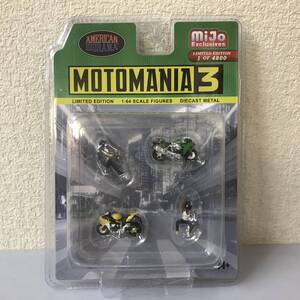 AMERICAN
DIORAMA
MiJo
Exclusives
LIMITED EDITION
1 OF 4800
MOTOMANIA 3
LIMITED EDITION 1:64 SCALE FIGURES DIECAST METAL